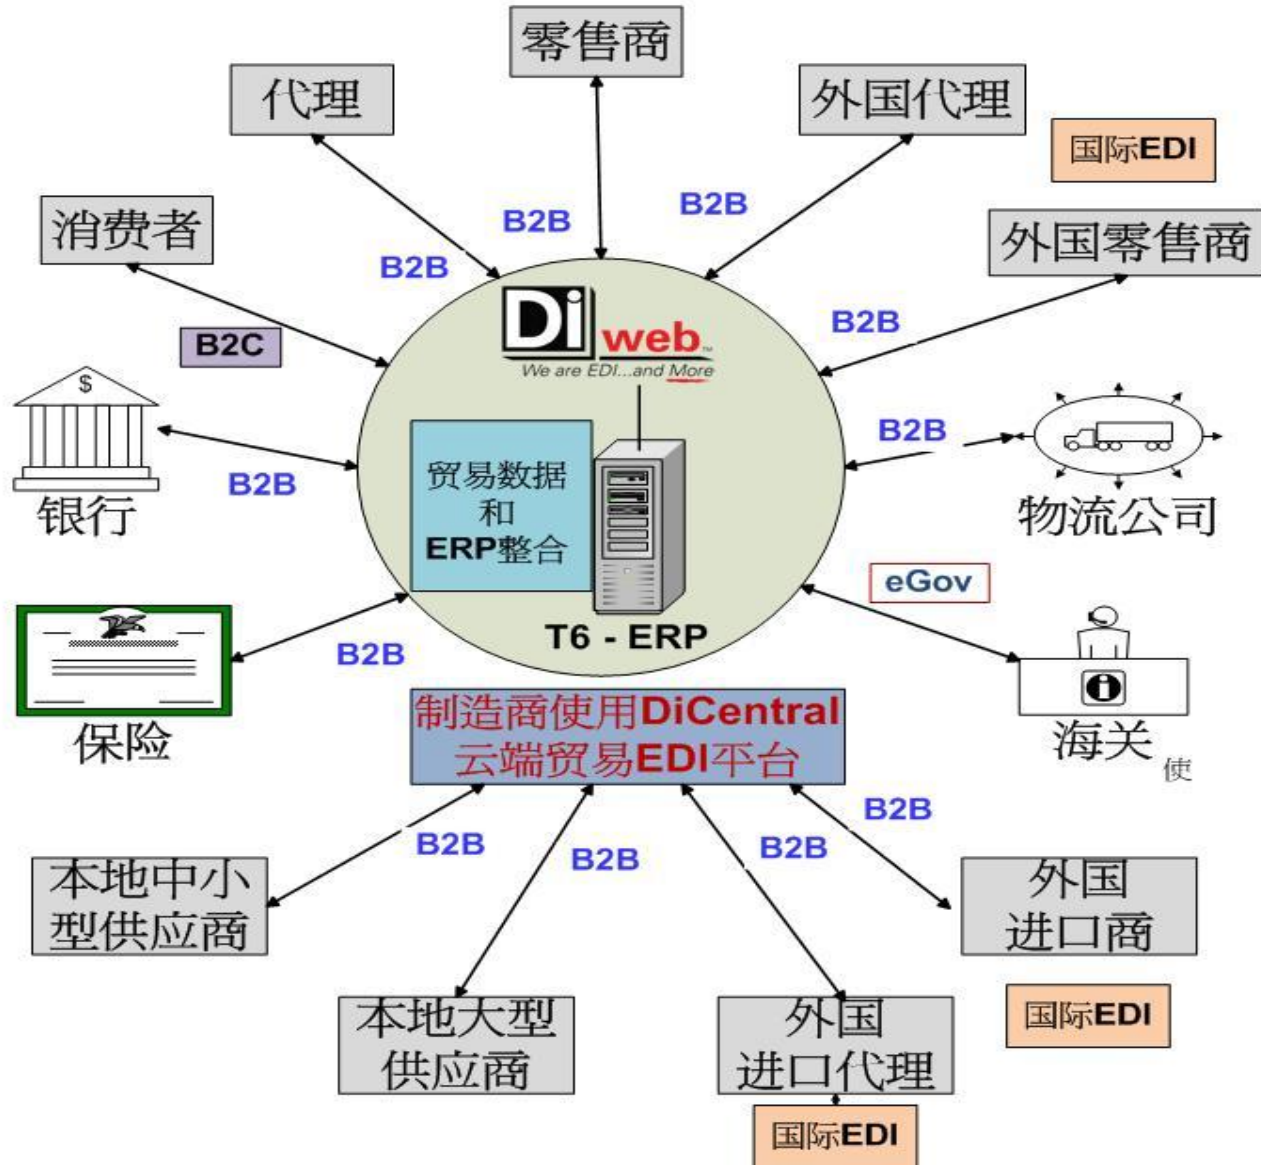 零售商
代理
外国代理
国际EDI
消费者
外国零售商
B2B
B2B
B2B
B2B
B2C
Di web™
We are EDI...and More
$
银行
B2B
B2B
物流公司
贸易数据
和
ERP整合
T6 - ERP
eGov
保险
B2B
海关
使
制造商使用DiCentral
云端贸易EDI平台
B2B
B2B
B2B
B2B
本地中小
型供应商
外国
进口商
国际EDI
本地大型
供应商
外国
进口代理
国际EDI